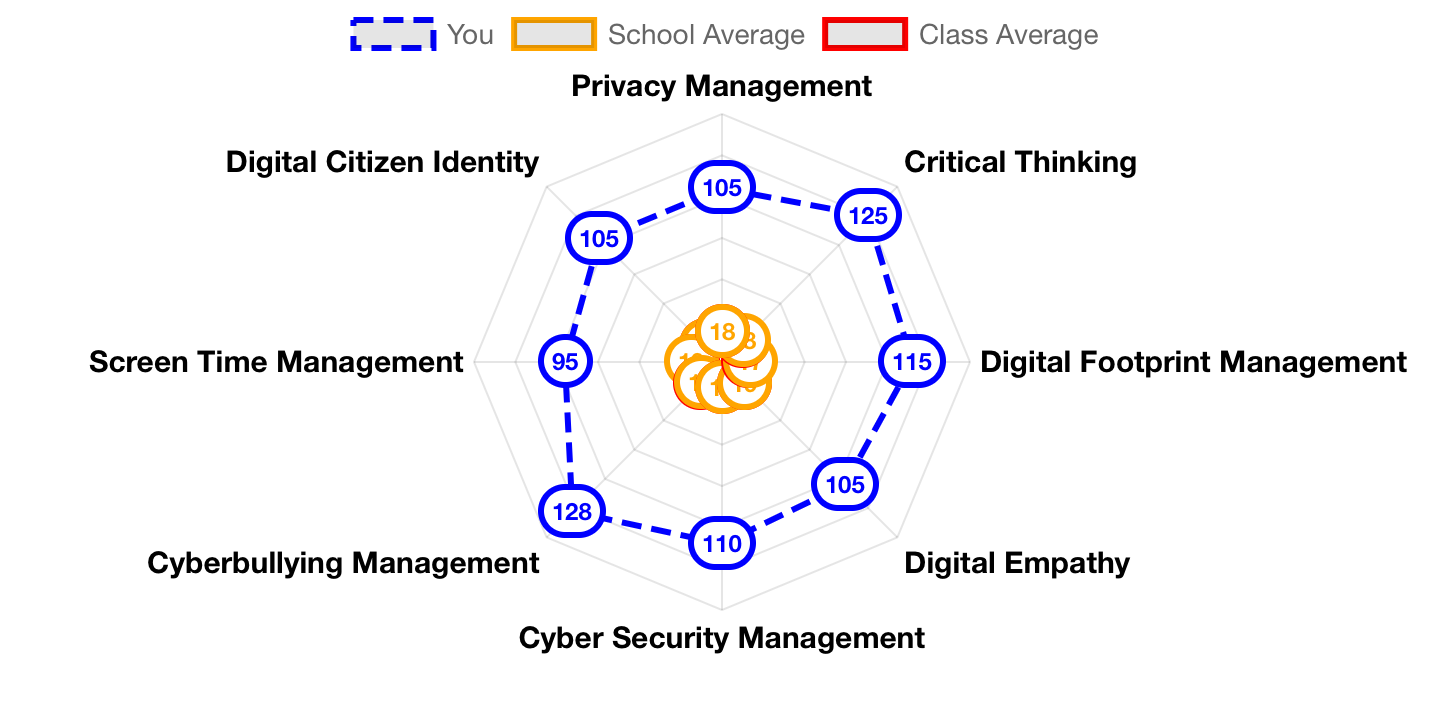 You School Average Class Average
Privacy Management
Digital Citizen Identity Critical Thinking
105
125
105
18
Screen Time Management 95 115 Digital Footprint Management
128 105
110
Cyberbullying Management Digital Empathy
Cyber Security Management